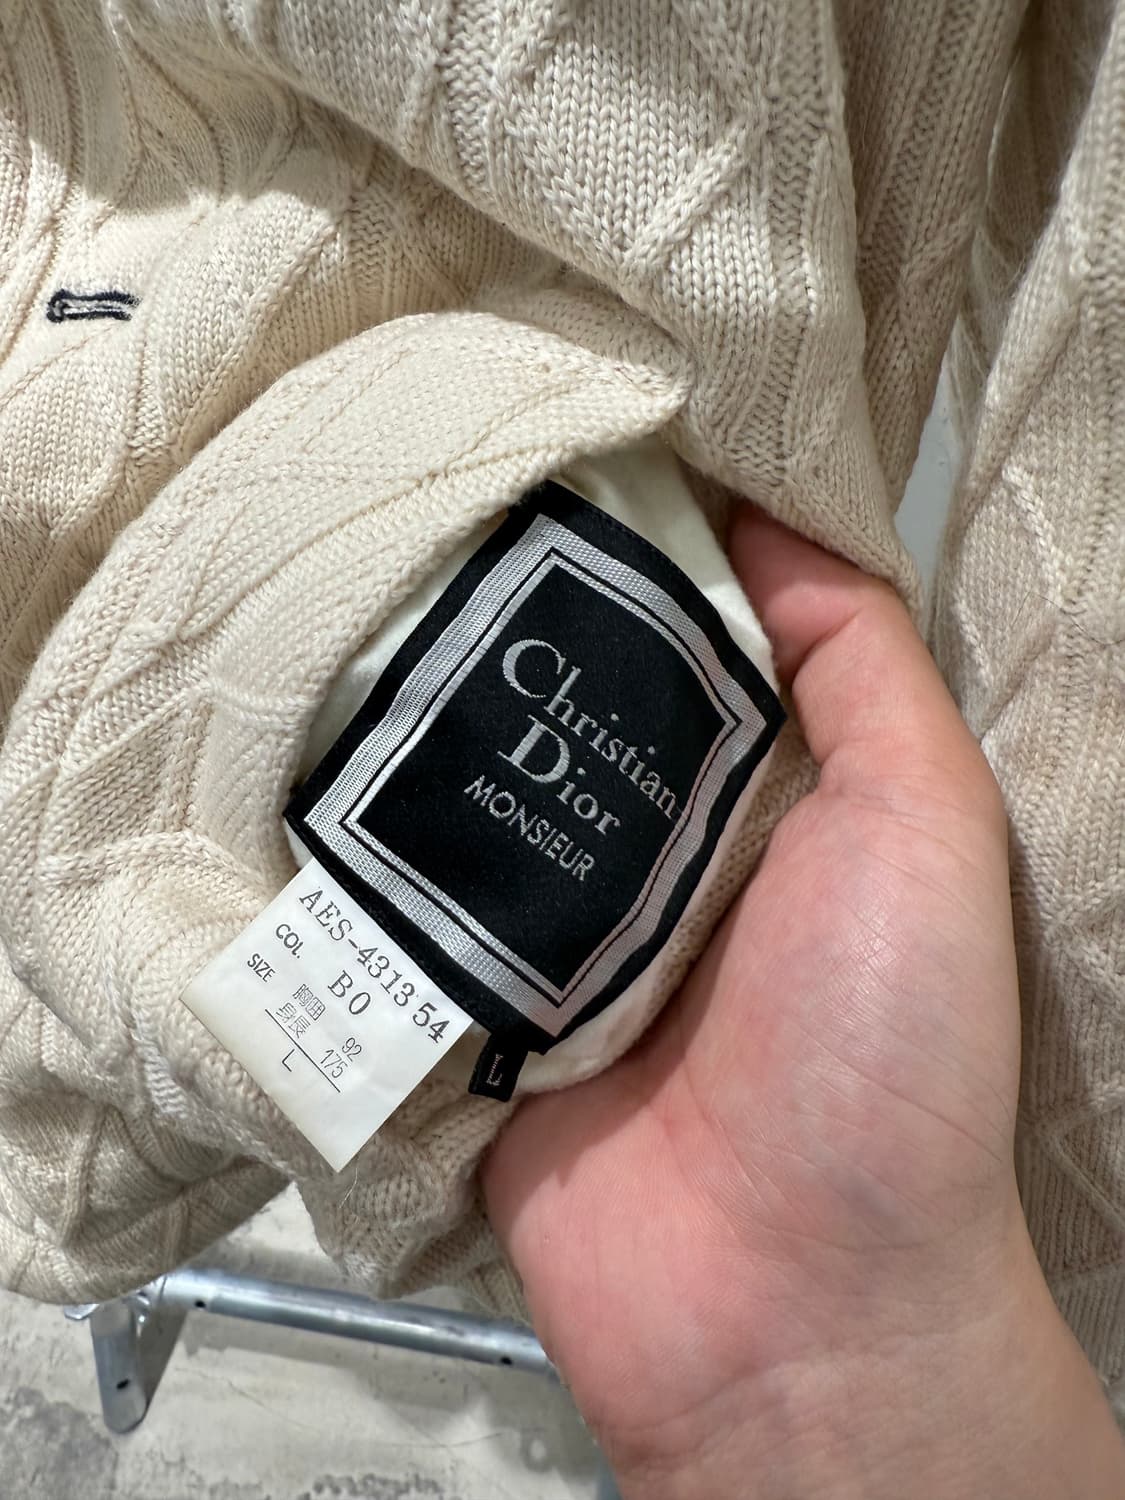 Christian
Dior
MONSIEUR
AES-4313 54
COL. B0
SIZE 胸囲 92
身長 175
L
L